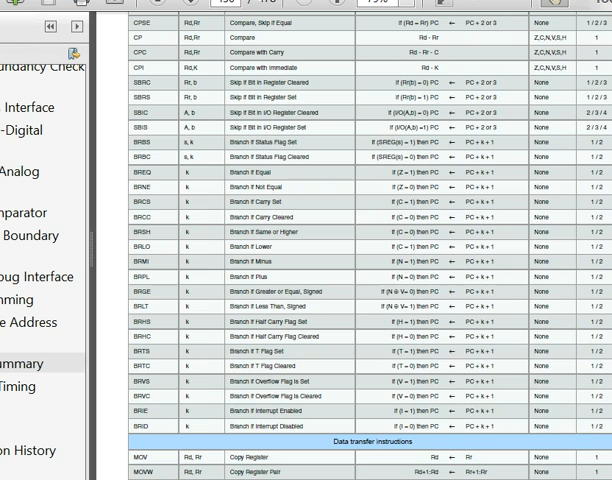 undancy Check
n Interface
-Digital
Analog
mparator
Boundary
oug Interface
mming
e Address
ummary
Timing
on History
CPSE Rd,Rr Compare, Skip if Equal if (Rd = Rr) PC ← PC + 2 or 3 None 1 / 2 / 3
CP Rd,Rr Compare Rd - Rr Z,C,N,V,S,H 1
CPC Rd,Rr Compare with Carry Rd - Rr - C Z,C,N,V,S,H 1
CPI Rd,K Compare with Immediate Rd - K Z,C,N,V,S,H 1
SBRC Rr, b Skip if Bit in Register Cleared if (Rr(b) = 0) PC ← PC + 2 or 3 None 1 / 2 / 3
SBRS Rr, b Skip if Bit in Register Set if (Rr(b) = 1) PC ← PC + 2 or 3 None 1 / 2 / 3
SBIC A, b Skip if Bit in I/O Register Cleared if (I/O(A,b) = 0) PC ← PC + 2 or 3 None 2 / 3 / 4
SBIS A, b Skip if Bit in I/O Register Set if (I/O(A,b) =1) PC ← PC + 2 or 3 None 2 / 3 / 4
BRBS s, k Branch if Status Flag Set if (SREG(s) = 1) then PC ← PC + k + 1 None 1 / 2
BRBC s, k Branch if Status Flag Cleared if (SREG(s) = 0) then PC ← PC + k + 1 None 1 / 2
BREQ k Branch if Equal if (Z = 1) then PC ← PC + k + 1 None 1 / 2
BRNE k Branch if Not Equal if (Z = 0) then PC ← PC + k + 1 None 1 / 2
BRCS k Branch if Carry Set if (C = 1) then PC ← PC + k + 1 None 1 / 2
BRCC k Branch if Carry Cleared if (C = 0) then PC ← PC + k + 1 None 1 / 2
BRSH k Branch if Same or Higher if (C = 0) then PC ← PC + k + 1 None 1 / 2
BRLO k Branch if Lower if (C = 1) then PC ← PC + k + 1 None 1 / 2
BRMI k Branch if Minus if (N = 1) then PC ← PC + k + 1 None 1 / 2
BRPL k Branch if Plus if (N = 0) then PC ← PC + k + 1 None 1 / 2
BRGE k Branch if Greater or Equal, Signed if (N ⊕ V= 0) then PC ← PC + k + 1 None 1 / 2
BRLT k Branch if Less Than, Signed if (N ⊕ V= 1) then PC ← PC + k + 1 None 1 / 2
BRHS k Branch if Half Carry Flag Set if (H = 1) then PC ← PC + k + 1 None 1 / 2
BRHC k Branch if Half Carry Flag Cleared if (H = 0) then PC ← PC + k + 1 None 1 / 2
BRTS k Branch if T Flag Set if (T = 1) then PC ← PC + k + 1 None 1 / 2
BRTC k Branch if T Flag Cleared if (T = 0) then PC ← PC + k + 1 None 1 / 2
BRVS k Branch if Overflow Flag is Set if (V = 1) then PC ← PC + k + 1 None 1 / 2
BRVC k Branch if Overflow Flag is Cleared if (V = 0) then PC ← PC + k + 1 None 1 / 2
BRIE k Branch if Interrupt Enabled if (I = 1) then PC ← PC + k + 1 None 1 / 2
BRID k Branch if Interrupt Disabled if (I = 0) then PC ← PC + k + 1 None 1 / 2
Data transfer instructions
MOV Rd, Rr Copy Register Rd ← Rr None 1
MOVW Rd, Rr Copy Register Pair Rd+1:Rd ← Rr+1:Rr None 1